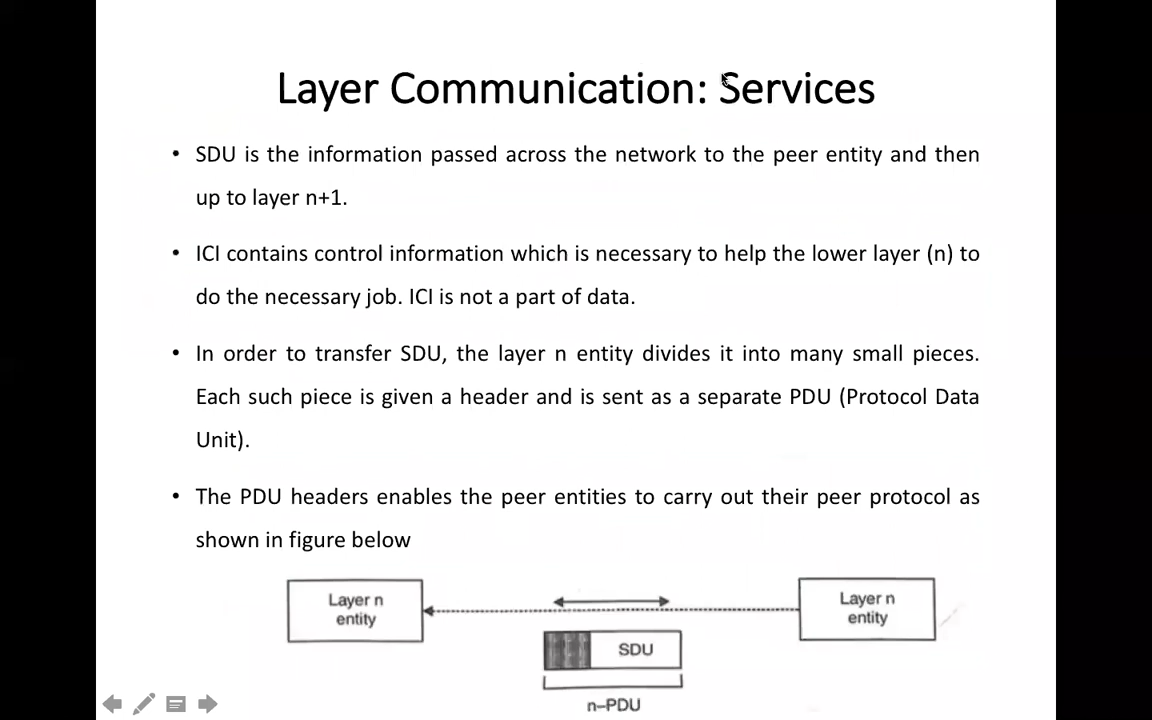 Layer Communication: Services
• SDU is the information passed across the network to the peer entity and then
up to layer n+1.
• ICI contains control information which is necessary to help the lower layer (n) to
do the necessary job. ICI is not a part of data.
• In order to transfer SDU, the layer n entity divides it into many small pieces.
Each such piece is given a header and is sent as a separate PDU (Protocol Data
Unit).
• The PDU headers enables the peer entities to carry out their peer protocol as
shown in figure below
Layer n
entity
Layer n
entity
SDU
n–PDU